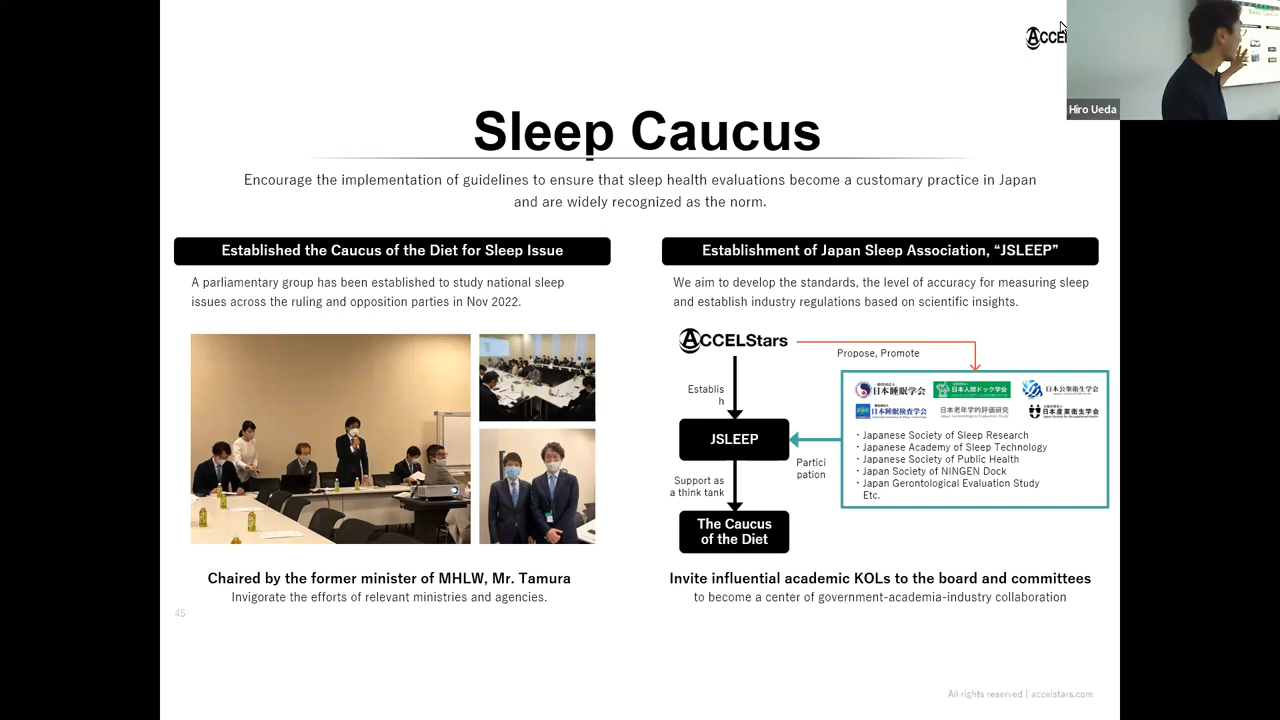 ACCEL
Hiro Ueda
Sleep Caucus
Encourage the implementation of guidelines to ensure that sleep health evaluations become a customary practice in Japan
and are widely recognized as the norm.
Established the Caucus of the Diet for Sleep Issue
A parliamentary group has been established to study national sleep
issues across the ruling and opposition parties in Nov 2022.
Chaired by the former minister of MHLW, Mr. Tamura
Invigorate the efforts of relevant ministries and agencies.
Establishment of Japan Sleep Association, “JSLEEP”
We aim to develop the standards, the level of accuracy for measuring sleep
and establish industry regulations based on scientific insights.
ACCELStars
Propose, Promote
Establis
h
JSLEEP
Partici
pation
Support as
a think tank
The Caucus
of the Diet
日本睡眠学会
日本人間ドック学会
日本公衆衛生学会
日本睡眠検査学会
日本老年学的評価研究
Japan Gerontological Evaluation Study
日本産業衛生学会
・Japanese Society of Sleep Research
・Japanese Academy of Sleep Technology
・Japanese Society of Public Health
・Japan Society of NINGEN Dock
・Japan Gerontological Evaluation Study
Etc.
Invite influential academic KOLs to the board and committees
to become a center of government-academia-industry collaboration
45
All rights reserved | accelstars.com